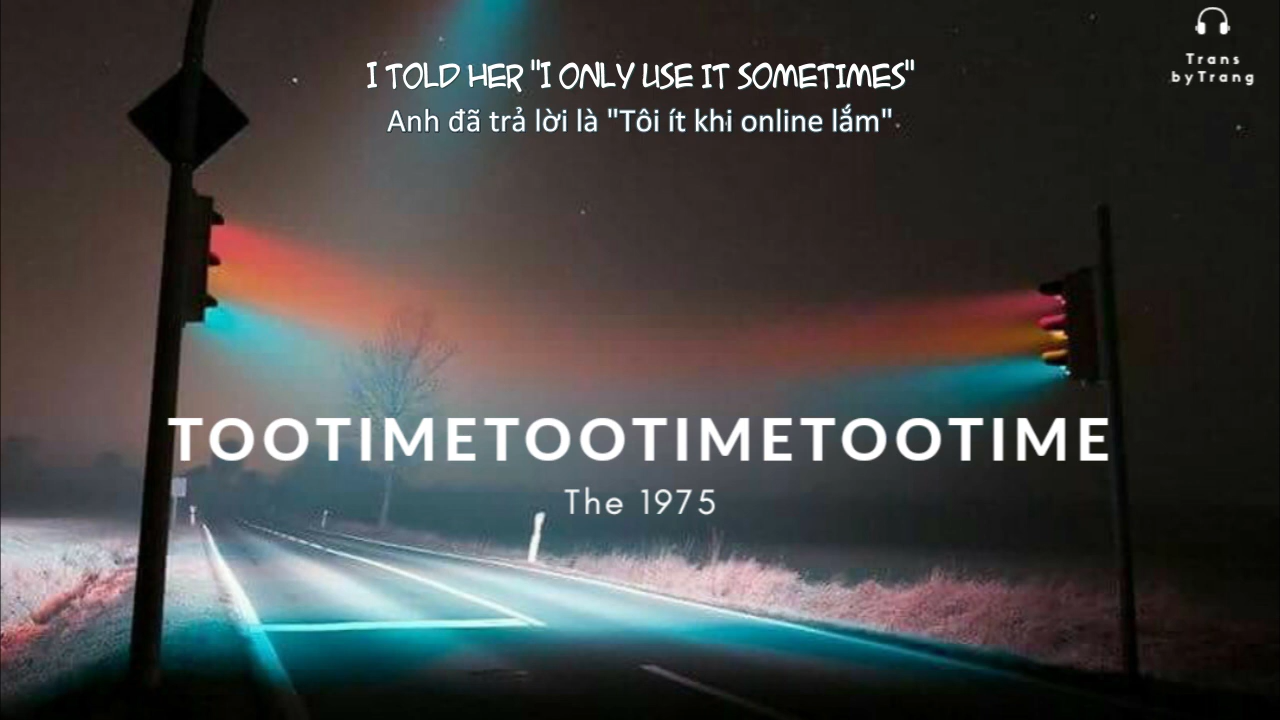 I TOLD HER "I ONLY USE IT SOMETIMES"
Anh đã trả lời là "Tôi ít khi online lắm"
Trans
byTrang
TOOTIMETOOTIMETOOTIME
The 1975